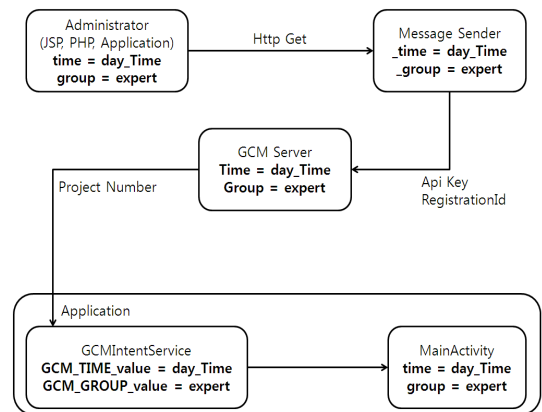 Administrator
(JSP, PHP, Application)
time = day_Time
group = expert
Http Get
Message Sender
_time = day_Time
_group = expert
GCM Server
Time = day_Time
Group = expert
Api Key
RegistrationId
Project Number
Application
GCMIntentService
GCM_TIME_value = day_Time
GCM_GROUP_value = expert
MainActivity
time = day_Time
group = expert